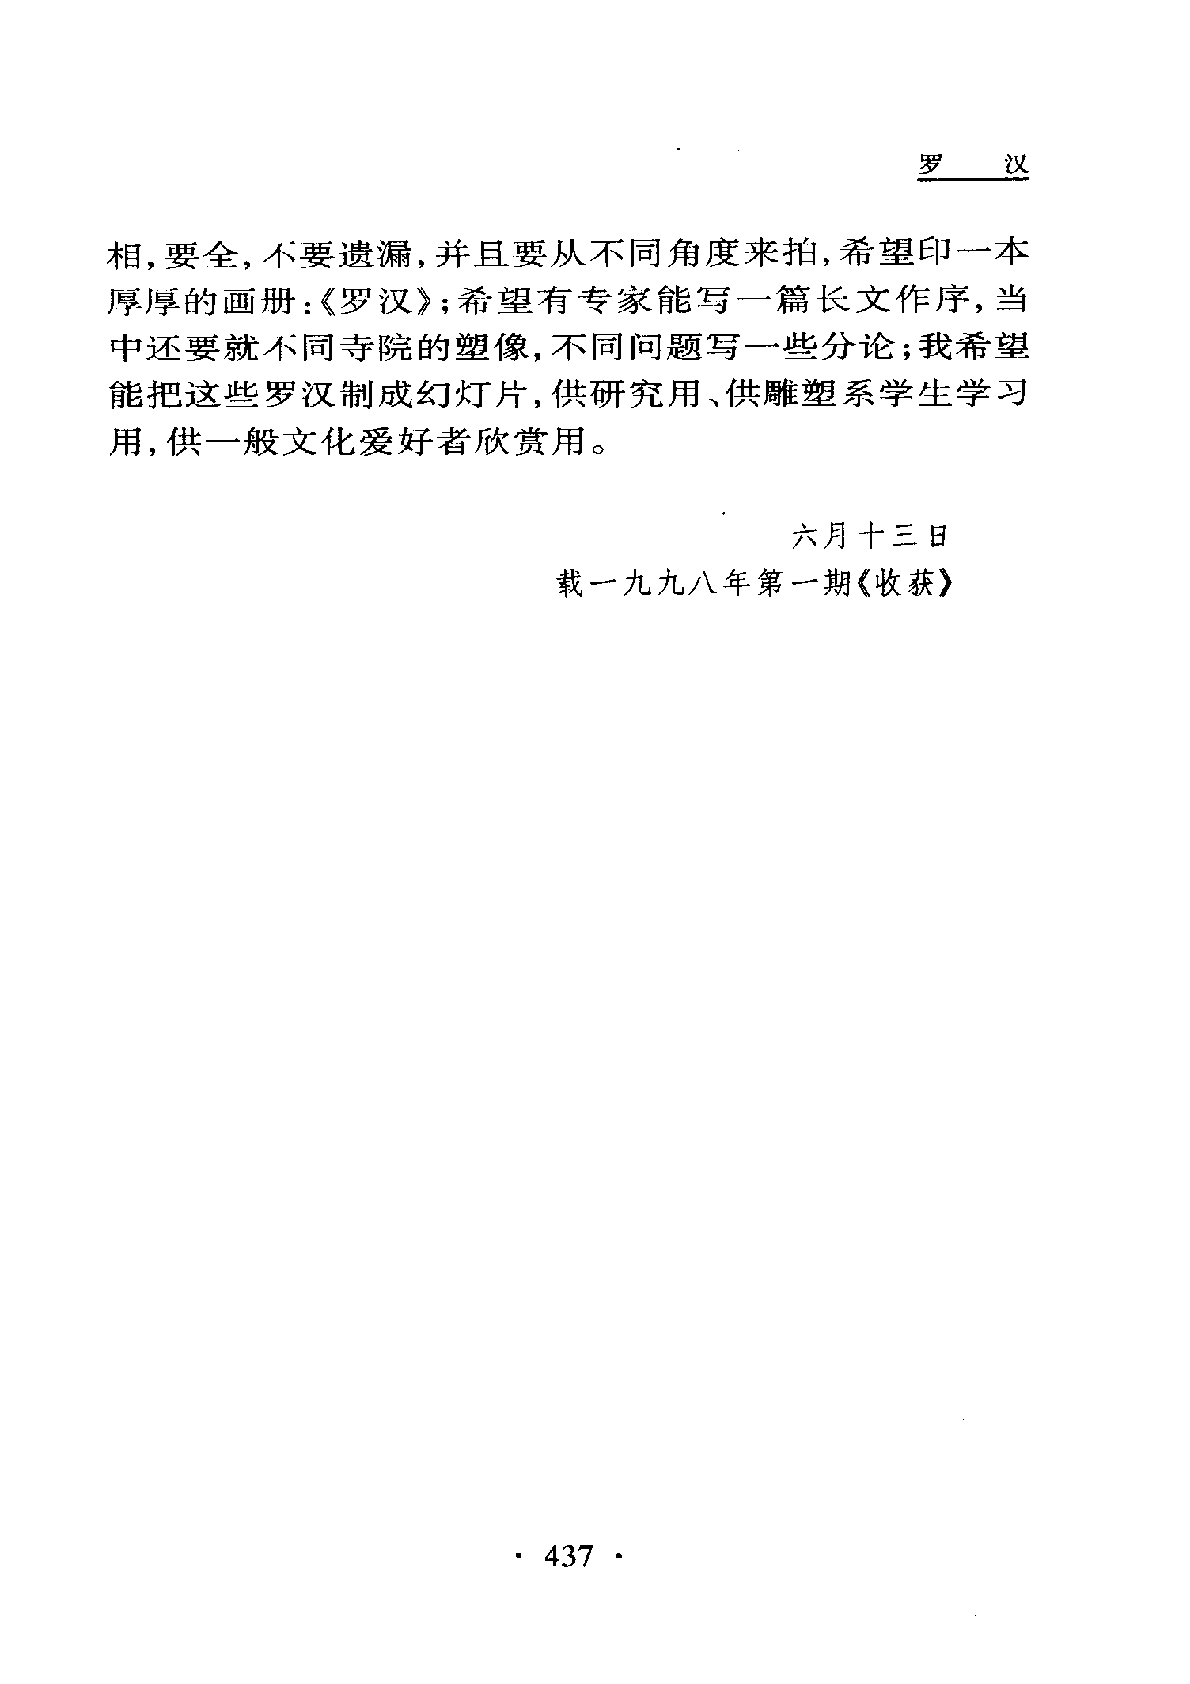 罗 汉
相，要全，不要遗漏，并且要从不同角度来拍，希望印一本
厚厚的画册：《罗汉》；希望有专家能写一篇长文作序，当
中还要就不同寺院的塑像，不同问题写一些分论；我希望
能把这些罗汉制成幻灯片，供研究用、供雕塑系学生学习
用，供一般文化爱好者欣赏用。
六月十三日
载一九九八年第一期《收获》
· 437 ·